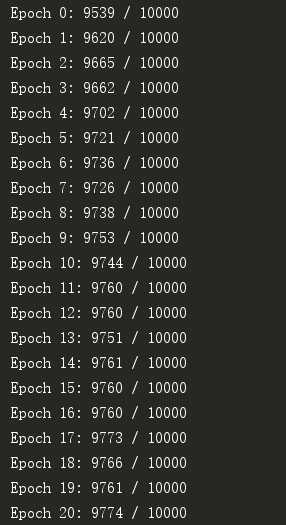 Epoch 0: 9539 / 10000
Epoch 1: 9620 / 10000
Epoch 2: 9665 / 10000
Epoch 3: 9662 / 10000
Epoch 4: 9702 / 10000
Epoch 5: 9721 / 10000
Epoch 6: 9736 / 10000
Epoch 7: 9726 / 10000
Epoch 8: 9738 / 10000
Epoch 9: 9753 / 10000
Epoch 10: 9744 / 10000
Epoch 11: 9760 / 10000
Epoch 12: 9760 / 10000
Epoch 13: 9751 / 10000
Epoch 14: 9761 / 10000
Epoch 15: 9760 / 10000
Epoch 16: 9760 / 10000
Epoch 17: 9773 / 10000
Epoch 18: 9766 / 10000
Epoch 19: 9761 / 10000
Epoch 20: 9774 / 10000